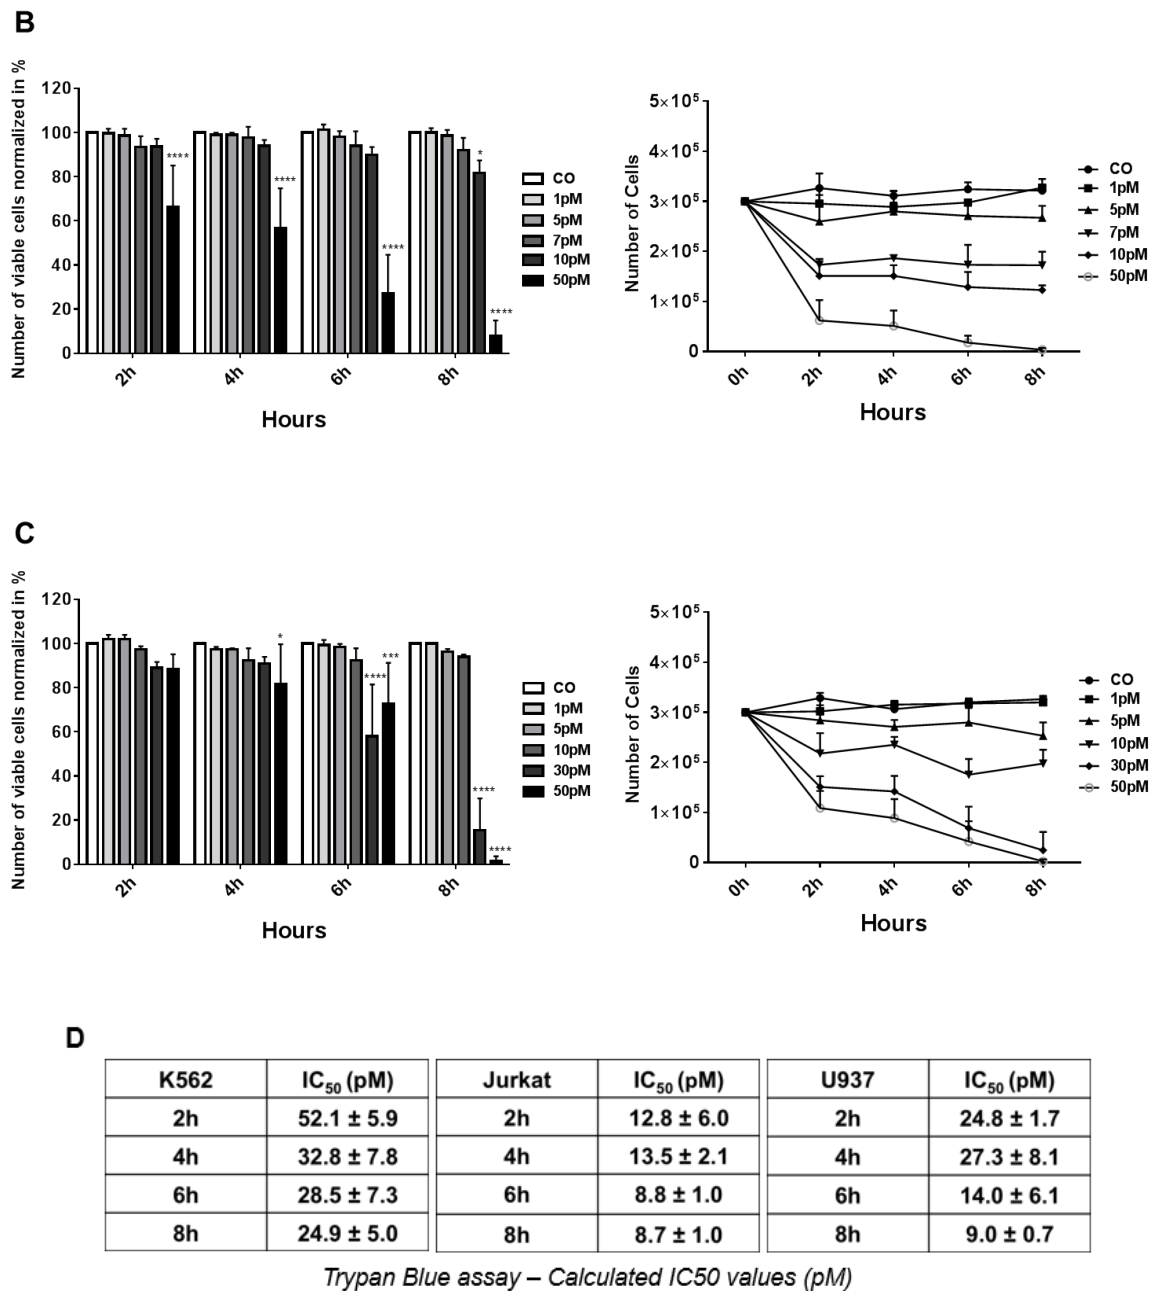 B
Number of viable cells normalized in %
120
100
80
60
40
20
0
****
****
****
*
****
2h
4h
6h
8h
Hours
CO
1pM
5pM
7pM
10pM
50pM
Number of Cells
5×10⁵
4×10⁵
3×10⁵
2×10⁵
1×10⁵
0
0h
2h
4h
6h
8h
Hours
CO
1pM
5pM
7pM
10pM
50pM
C
Number of viable cells normalized in %
120
100
80
60
40
20
0
*
****
***
****
****
2h
4h
6h
8h
Hours
CO
1pM
5pM
10pM
30pM
50pM
Number of Cells
5×10⁵
4×10⁵
3×10⁵
2×10⁵
1×10⁵
0
0h
2h
4h
6h
8h
Hours
CO
1pM
5pM
10pM
30pM
50pM
D
K562 IC₅₀ (pM) Jurkat IC₅₀ (pM) U937 IC₅₀ (pM)
2h 52.1 ± 5.9 2h 12.8 ± 6.0 2h 24.8 ± 1.7
4h 32.8 ± 7.8 4h 13.5 ± 2.1 4h 27.3 ± 8.1
6h 28.5 ± 7.3 6h 8.8 ± 1.0 6h 14.0 ± 6.1
8h 24.9 ± 5.0 8h 8.7 ± 1.0 8h 9.0 ± 0.7
Trypan Blue assay – Calculated IC50 values (pM)